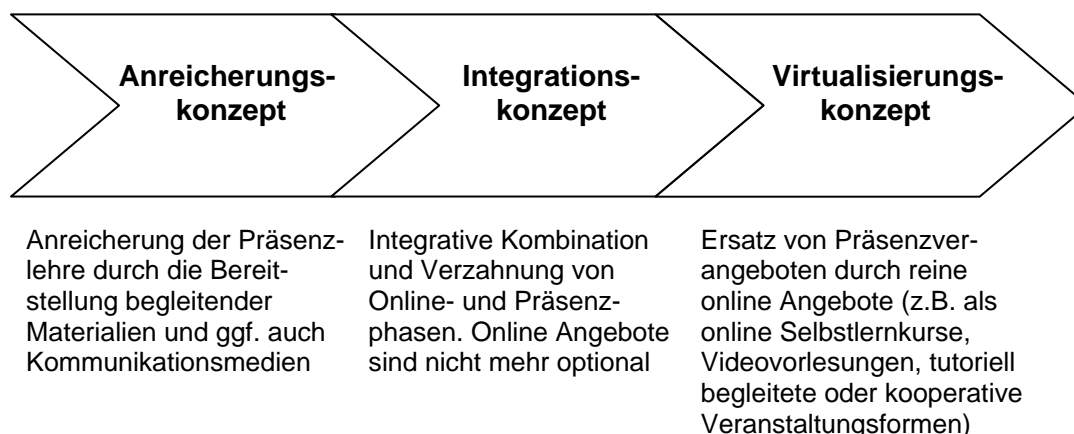 Anreicherungs-
konzept
Integrations-
konzept
Virtualisierungs-
konzept
Anreicherung der Präsenz-
lehre durch die Bereit-
stellung begleitender
Materialien und ggf. auch
Kommunikationsmedien
Integrative Kombination
und Verzahnung von
Online- und Präsenz-
phasen. Online Angebote
sind nicht mehr optional
Ersatz von Präsenzver-
angeboten durch reine
online Angebote (z.B. als
online Selbstlernkurse,
Videovorlesungen, tutoriell
begleitete oder kooperative
Veranstaltungsformen)